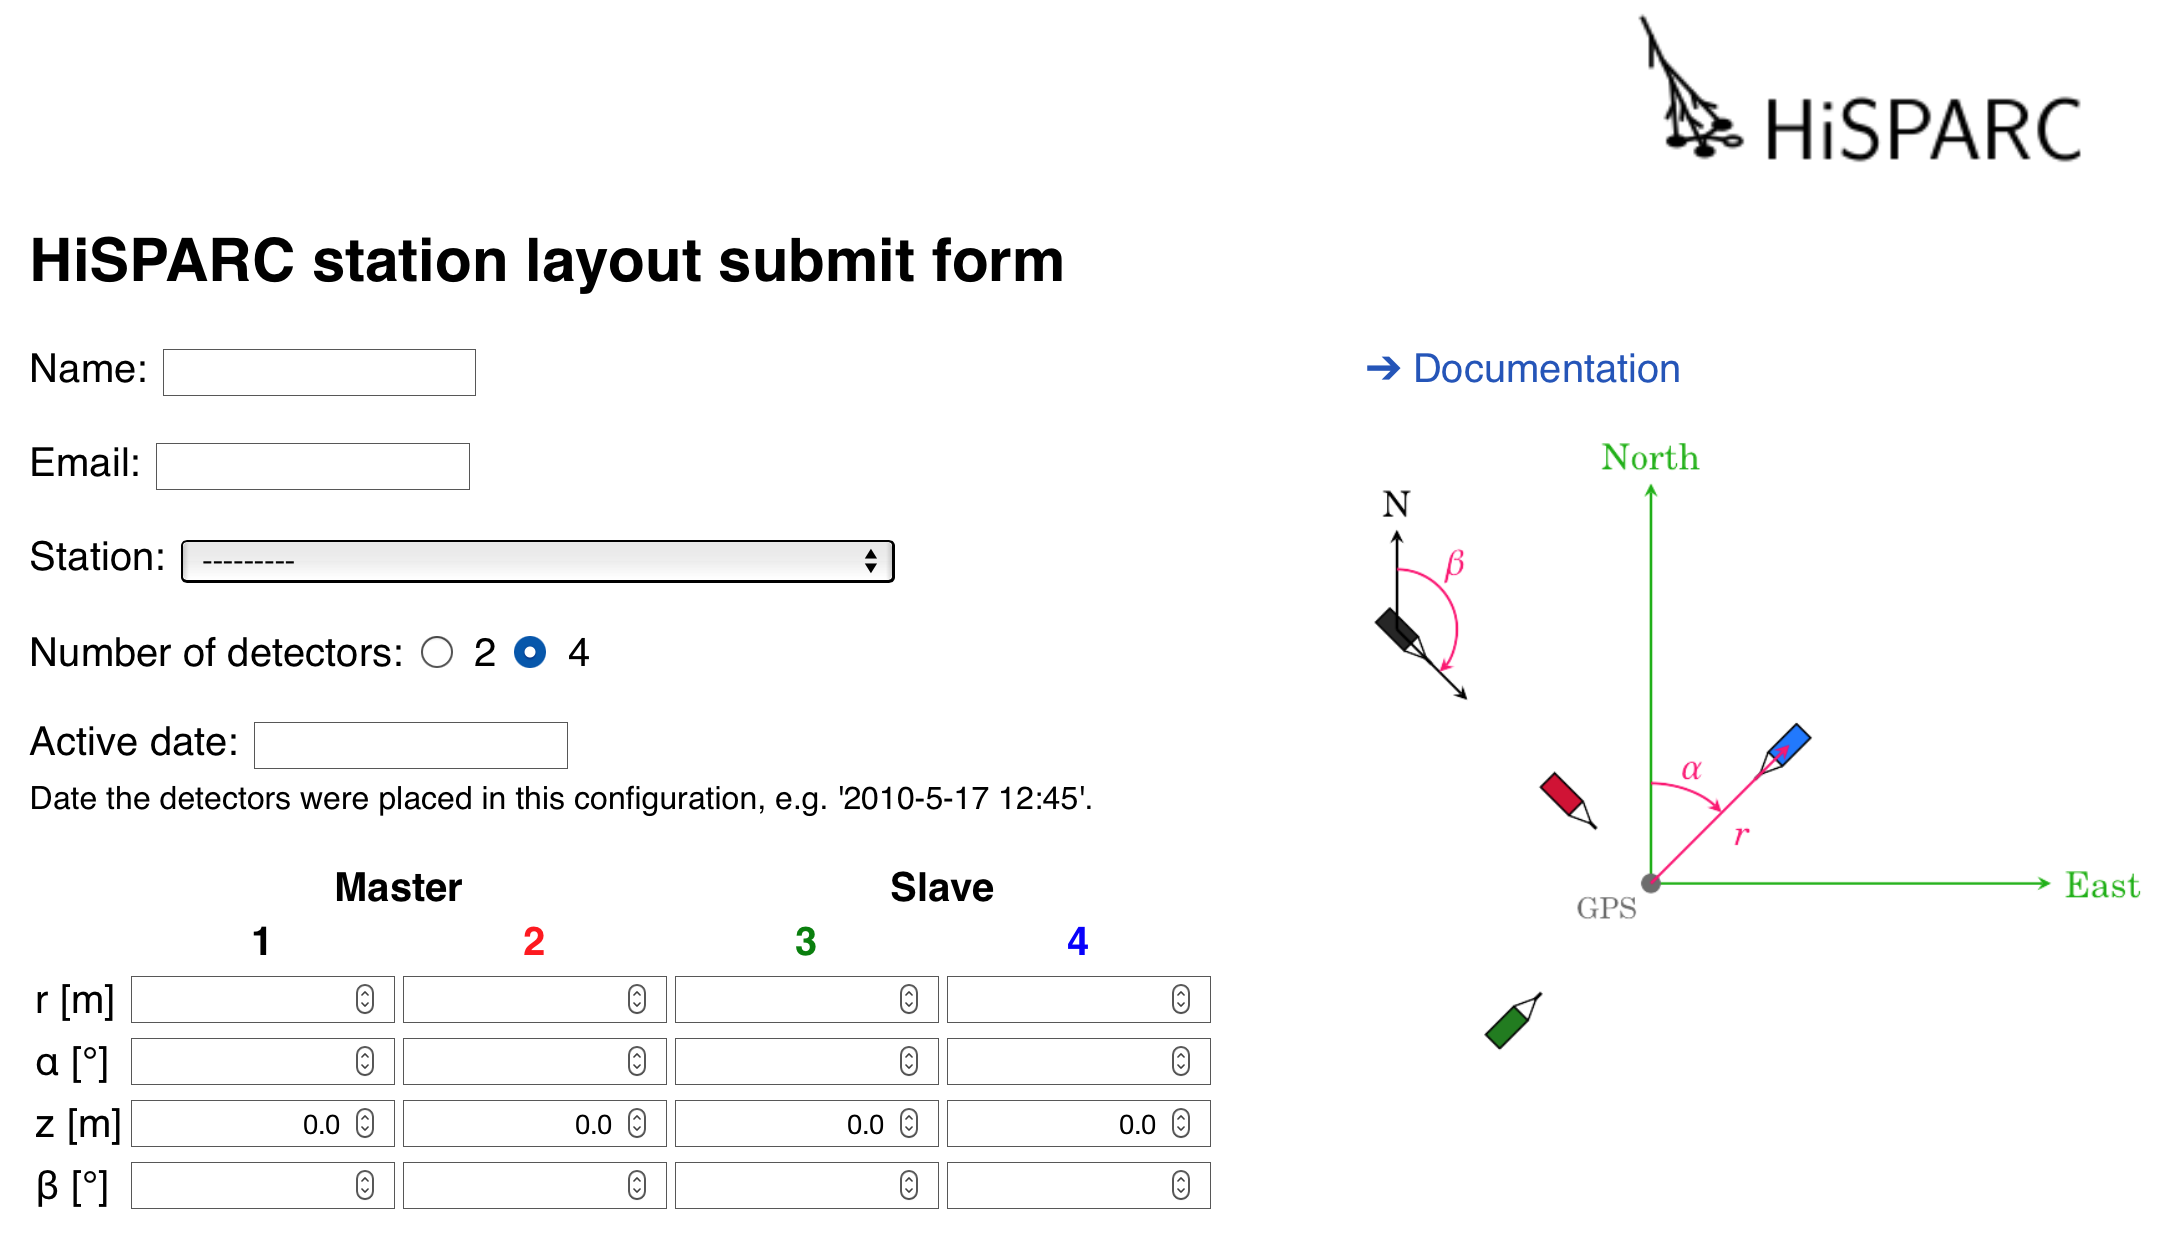 HiSPARC
HiSPARC station layout submit form
Name:
Email:
Station: ---------
Number of detectors: 2 4
Active date:
Date the detectors were placed in this configuration, e.g. '2010-5-17 12:45'.
Master Slave
1 2 3 4
r [m]
α [°]
z [m] 0.0 0.0 0.0 0.0
β [°]
➔ Documentation
North
N
β
α
r
GPS
East